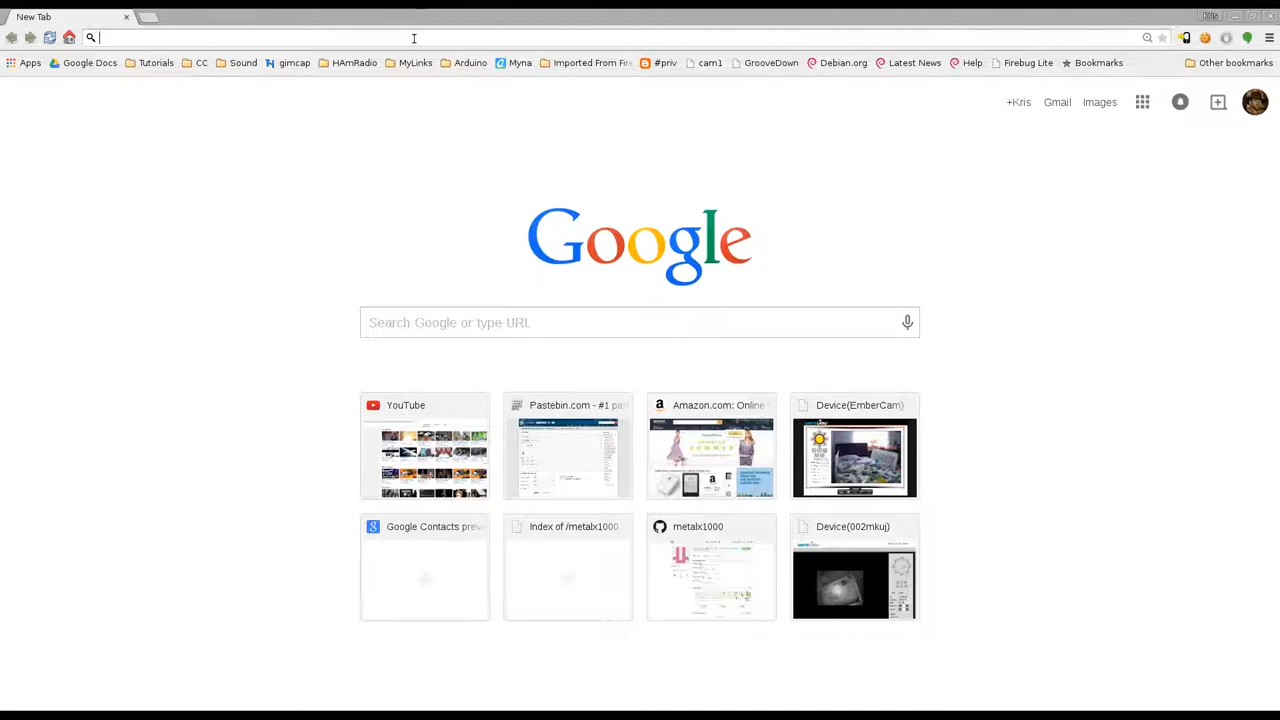 New Tab
Kris
Apps Google Docs Tutorials CC Sound gimcap HAmRadio MyLinks Arduino Myna Imported From Fir #priv cam1 GrooveDown Debian.org Latest News Help Firebug Lite Bookmarks Other bookmarks
+Kris Gmail Images
Google
Search Google or type URL
YouTube Pastebin.com - #1 pas Amazon.com: Online Device(EmberCam)
Google Contacts prev Index of /metalx1000 metalx1000 Device(002mkuj)